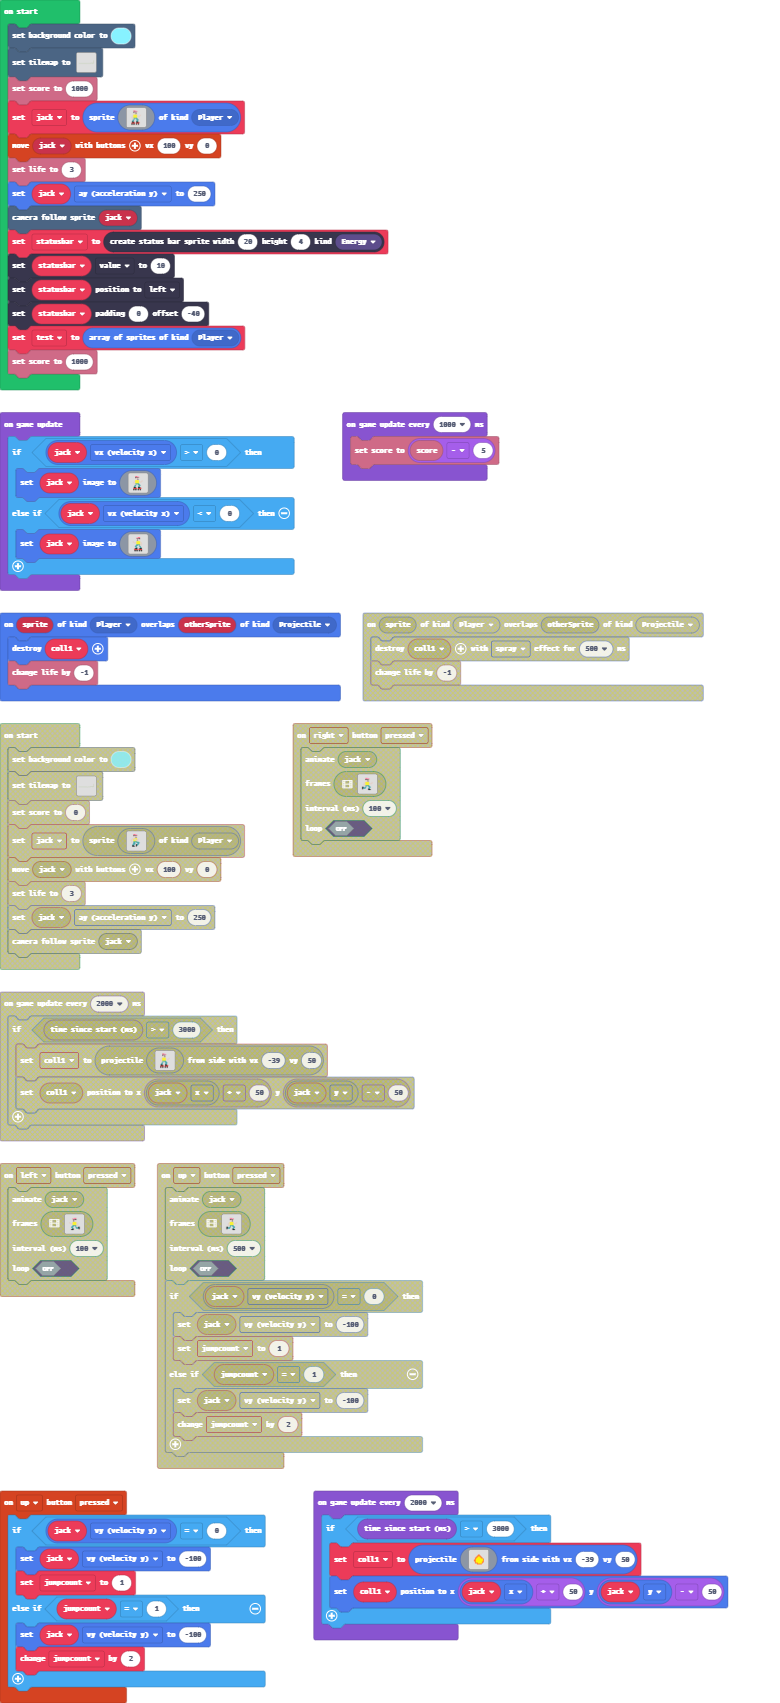 on start
set background color to
set tilemap to
set score to 1000
set jack to sprite of kind Player
move jack with buttons vx 100 vy 0
set life to 3
set jack ay (acceleration y) to 250
camera follow sprite jack
set statusbar to create status bar sprite width 20 height 4 kind Energy
set statusbar value to 10
set statusbar position to left
set statusbar padding 0 offset -40
set test to array of sprites of kind Player
set score to 1000
on game update
if jack vx (velocity x) > 0 then
set jack image to
else if jack vx (velocity x) < 0 then
set jack image to
on game update every 1000 ms
set score to score - 5
on sprite of kind Player overlaps otherSprite of kind Projectile
destroy coll1
change life by -1
on sprite of kind Player overlaps otherSprite of kind Projectile
destroy coll1 with spray effect for 500 ms
change life by -1
on start
set background color to
set tilemap to
set score to 0
set jack to sprite of kind Player
move jack with buttons vx 100 vy 0
set life to 3
set jack ay (acceleration y) to 250
camera follow sprite jack
on right button pressed
animate jack
frames
interval (ms) 100
loop OFF
on game update every 2000 ms
if time since start (ms) > 3000 then
set coll1 to projectile from side with vx -39 vy 50
set coll1 position to x jack x + 50 y jack y - 50
on left button pressed
animate jack
frames
interval (ms) 100
loop OFF
on up button pressed
animate jack
frames
interval (ms) 500
loop OFF
if jack vy (velocity y) = 0 then
set jack vy (velocity y) to -100
set jumpcount to 1
else if jumpcount = 1 then
set jack vy (velocity y) to -100
change jumpcount by 2
on up button pressed
if jack vy (velocity y) = 0 then
set jack vy (velocity y) to -100
set jumpcount to 1
else if jumpcount = 1 then
set jack vy (velocity y) to -100
change jumpcount by 2
on game update every 2000 ms
if time since start (ms) > 3000 then
set coll1 to projectile from side with vx -39 vy 50
set coll1 position to x jack x + 50 y jack y - 50